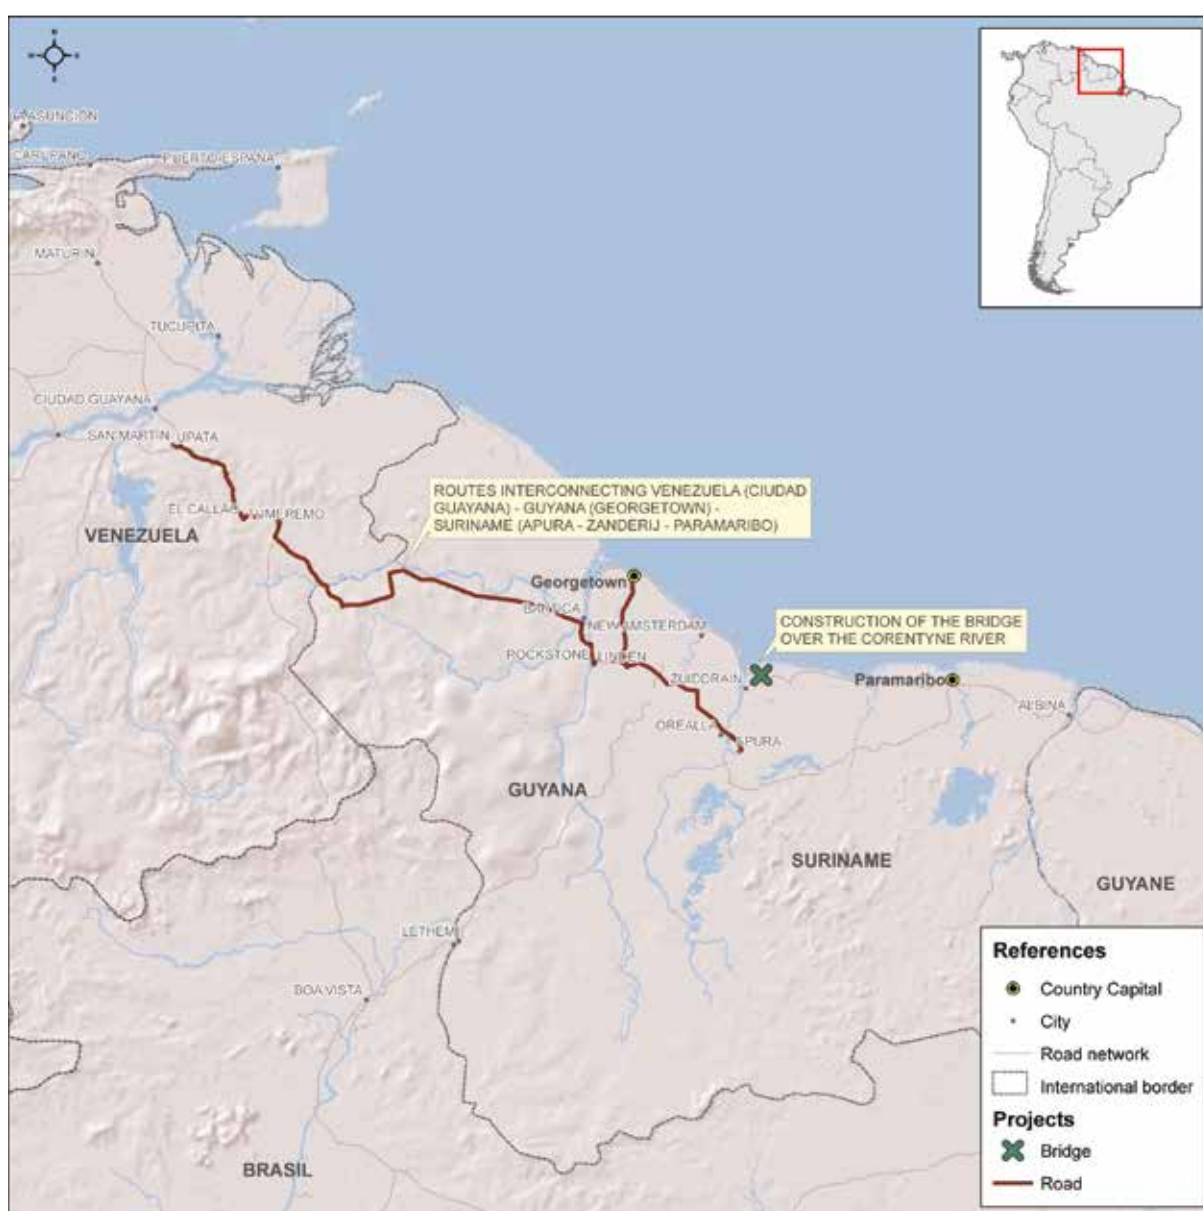 ASUNCIÓN
CARUPANO
PUERTO ESPAÑA
MATURIN
TUCUPITA
CIUDAD GUAYANA
SAN MARTIN
UPATA
EL CALLAO
TUMEREMO
VENEZUELA
ROUTES INTERCONNECTING VENEZUELA (CIUDAD
GUAYANA) - GUYANA (GEORGETOWN) -
SURINAME (APURA - ZANDERIJ - PARAMARIBO)
Georgetown
BARTICA
NEW AMSTERDAM
CONSTRUCTION OF THE BRIDGE
OVER THE CORENTYNE RIVER
ROCKSTONE
LINDEN
Paramaribo
ALBINA
OREALLA
APURA
GUYANA
SURINAME
GUYANE
LETHEM
BOA VISTA
BRASIL
References
Country Capital
City
Road network
International border
Projects
Bridge
Road